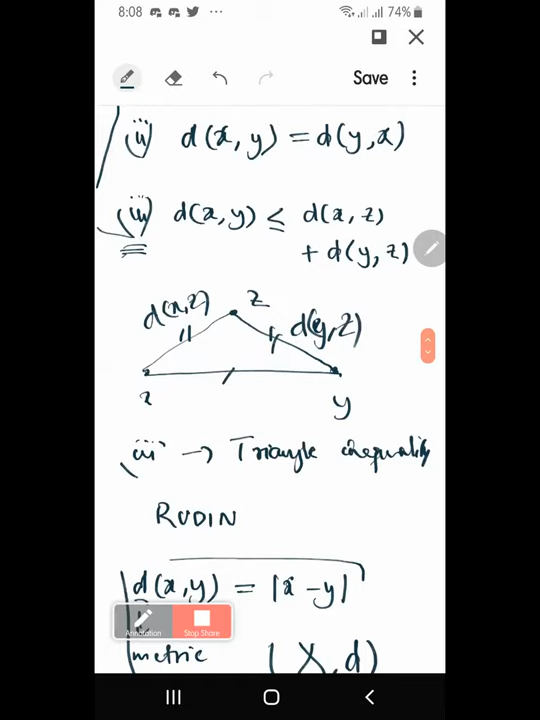 8:08 ... 74%
Save
(ii) d(x, y) = d(y, x)
(iii) d(x, y) ≤ d(x, z)
+ d(y, z)
d(x, z) z d(y, z)
x y
(iii) → Triangle inequality
RUDIN
d(x, y) = |x - y|
Annotation Stop Share
metric (X, d)